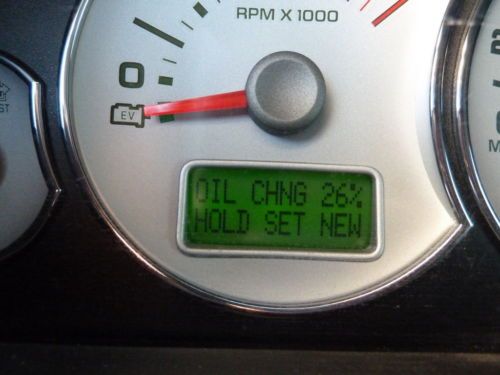 RPM X 1000
0
EV
OIL CHNG 26%
HOLD SET NEW